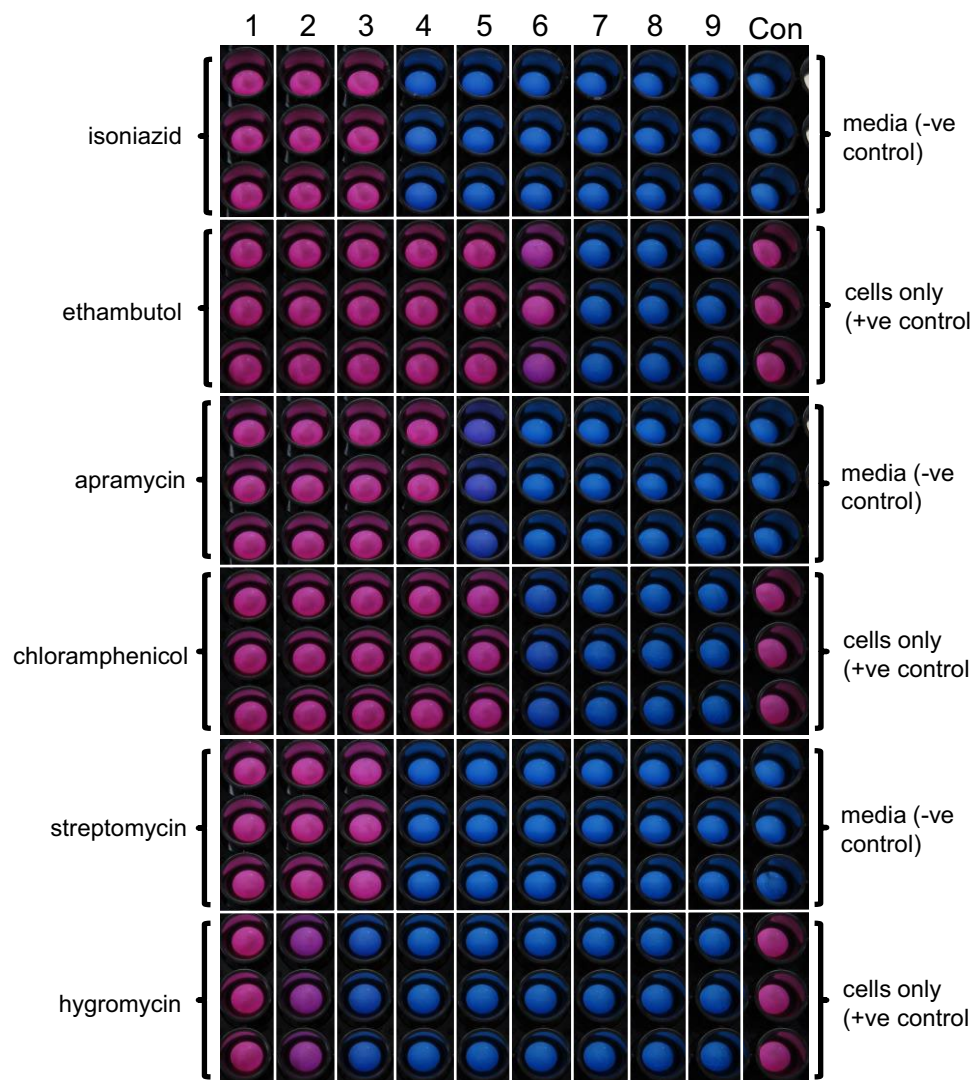 1 2 3 4 5 6 7 8 9 Con
isoniazid
media (-ve
control)
ethambutol
cells only
(+ve control
apramycin
media (-ve
control)
chloramphenicol
cells only
(+ve control
streptomycin
media (-ve
control)
hygromycin
cells only
(+ve control